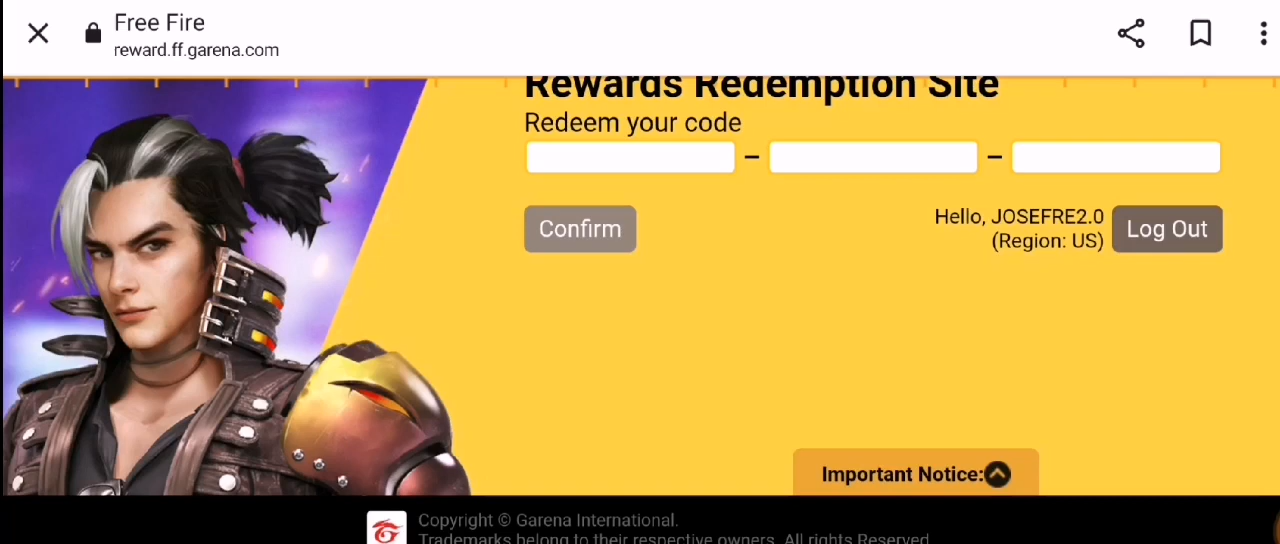 Free Fire
reward.ff.garena.com
Rewards Redemption Site
Redeem your code
– –
Confirm
Hello, JOSEFRE2.0
(Region: US)
Log Out
Important Notice:
Copyright © Garena International.
Trademarks belong to their respective owners. All rights Reserved.